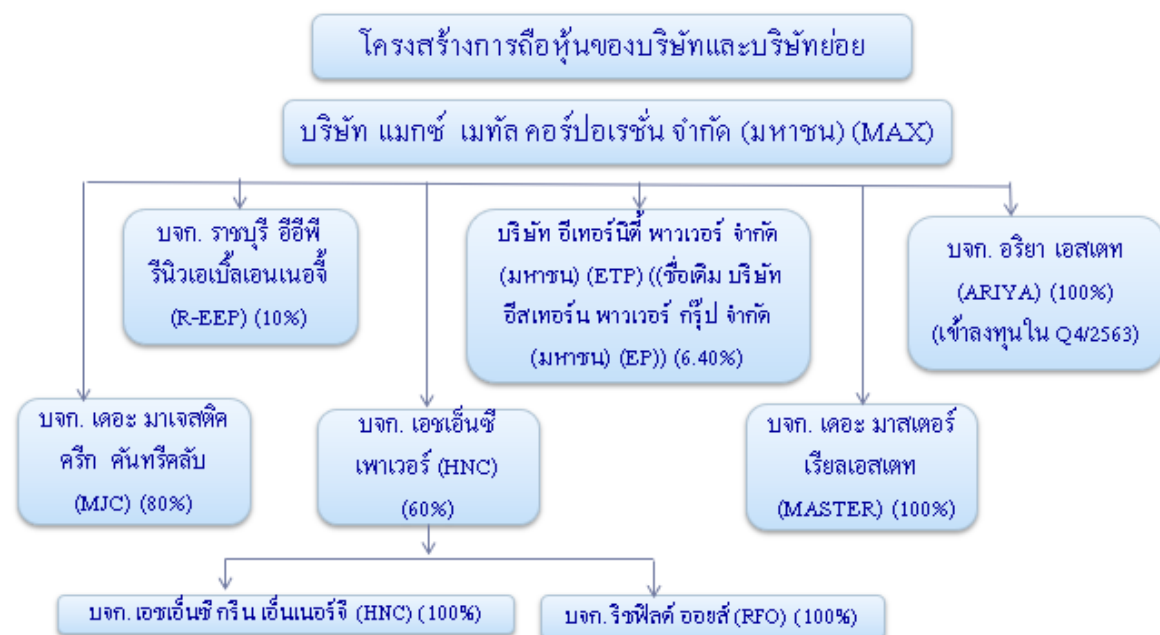 โครงสร้างการถือหุ้นของบริษัทและบริษัทย่อย
บริษัท แมกซ์ เมทัล คอร์ปอเรชั่น จำกัด (มหาชน) (MAX)
บจก. ราชบุรี อีอีพี
รีนิวเอเบิ้ลเอนเนอจี้
(R-EEP) (10%)
บริษัท อีเทอร์นิตี้ พาวเวอร์ จำกัด
(มหาชน) (ETP) ((ชื่อเดิม บริษัท
อีสเทอร์น พาวเวอร์ กรุ๊ป จำกัด
(มหาชน) (EP)) (6.40%)
บจก. อริยา เอสเตท
(ARIYA) (100%)
(เข้าลงทุนใน Q4/2563)
บจก. เดอะ มาเจสติค
ครีก คันทรีคลับ
(MJC) (80%)
บจก. เอชเอ็นซี
เพาเวอร์ (HNC)
(60%)
บจก. เดอะ มาสเตอร์
เรียลเอสเตท
(MASTER) (100%)
บจก. เอชเอ็นซี กรีน เอ็นเนอร์จี (HNC) (100%)
บจก. ริชฟิลด์ ออยส์ (RFO) (100%)